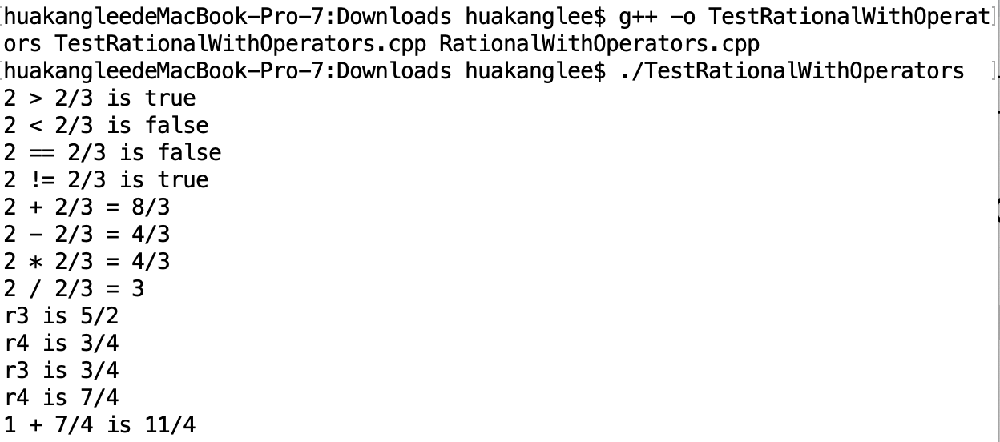 [huakangleedeMacBook-Pro-7:Downloads huakanglee$ g++ -o TestRationalWithOperat]
ors TestRationalWithOperators.cpp RationalWithOperators.cpp
[huakangleedeMacBook-Pro-7:Downloads huakanglee$ ./TestRationalWithOperators ]
2 > 2/3 is true
2 < 2/3 is false
2 == 2/3 is false
2 != 2/3 is true
2 + 2/3 = 8/3
2 - 2/3 = 4/3
2 * 2/3 = 4/3
2 / 2/3 = 3
r3 is 5/2
r4 is 3/4
r3 is 3/4
r4 is 7/4
1 + 7/4 is 11/4